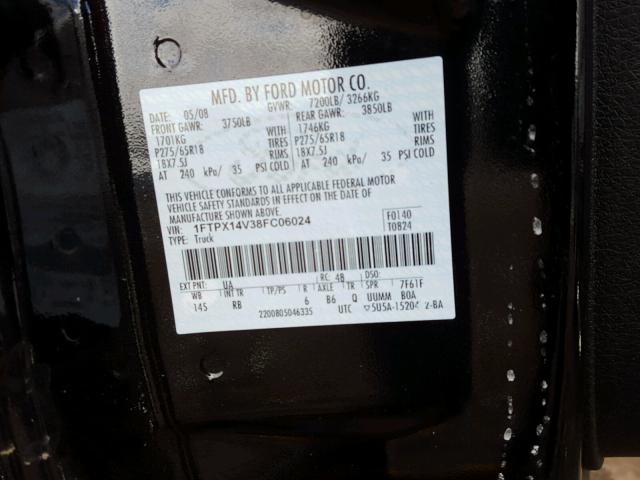 MFD. BY FORD MOTOR CO.
DATE: 05/08 GVWR: 7200LB/ 3266KG
FRONT GAWR: 3750LB REAR GAWR: 3850LB
1701KG WITH 1746KG WITH
P275/65R18 TIRES P275/65R18 TIRES
18X7.5J RIMS 18X7.5J RIMS
AT 240 kPa/ 35 PSI COLD AT 240 kPa/ 35 PSI COLD
THIS VEHICLE CONFORMS TO ALL APPLICABLE FEDERAL MOTOR
VEHICLE SAFETY STANDARDS IN EFFECT ON THE DATE OF
MANUFACTURE SHOWN ABOVE.
VIN: 1FTPX14V38FC06024 F0140
TYPE: Truck T0824
EXT PNT: UA RC: 48 DSO:
WB INT TR TP/PS R AXLE TR SPR 7F61F
145 RB 6 B6 Q UUMM BOA
2200805046335 UTC 5U5A-15204 2-BA